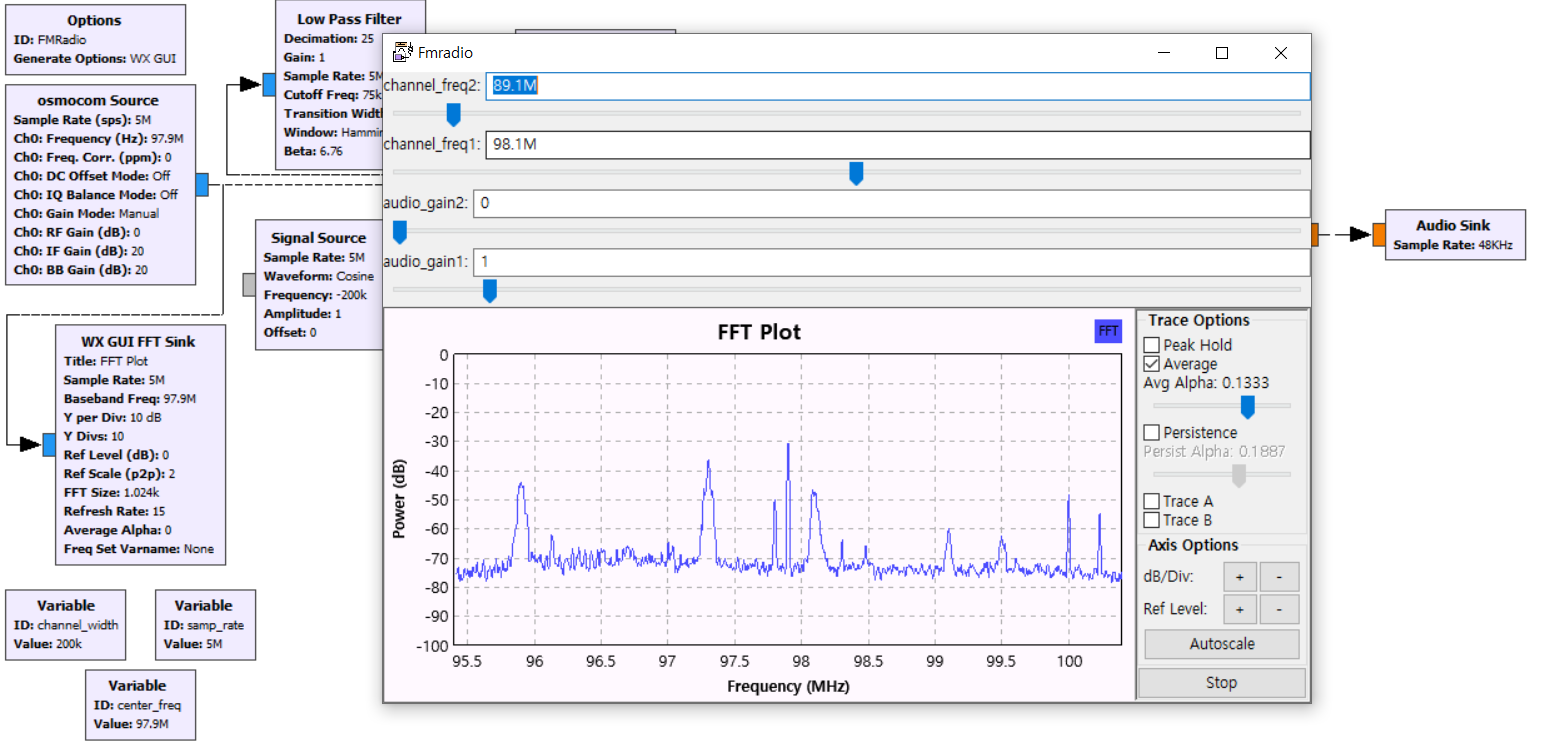 Options
ID: FMRadio
Generate Options: WX GUI
osmocom Source
Sample Rate (sps): 5M
Ch0: Frequency (Hz): 97.9M
Ch0: Freq. Corr. (ppm): 0
Ch0: DC Offset Mode: Off
Ch0: IQ Balance Mode: Off
Ch0: Gain Mode: Manual
Ch0: RF Gain (dB): 0
Ch0: IF Gain (dB): 20
Ch0: BB Gain (dB): 20
Low Pass Filter
Decimation: 25
Gain: 1
Sample Rate: 5M
Cutoff Freq: 75k
Transition
Window:
Beta: 6.76
Signal Source
Sample Rate: 5M
Waveform: Cosine
Frequency: -200k
Amplitude: 1
Offset: 0
WX GUI FFT Sink
Title: FFT Plot
Sample Rate: 5M
Baseband Freq: 97.9M
Y per Div: 10 dB
Y Divs: 10
Ref Level (dB): 0
Ref Scale (p2p): 2
FFT Size: 1.024k
Refresh Rate: 15
Average Alpha: 0
Freq Set Varname: None
Variable
ID: channel_width
Value: 200k
Variable
ID: samp_rate
Value: 5M
Variable
ID: center_freq
Value: 97.9M
Fmradio
channel_freq2: 89.1M
channel_freq1: 98.1M
audio_gain2: 0
audio_gain1: 1
FFT Plot
FFT
Power (dB)
0
-10
-20
-30
-40
-50
-60
-70
-80
-90
-100
95.5 96 96.5 97 97.5 98 98.5 99 99.5 100
Frequency (MHz)
Trace Options
Peak Hold
Average
Avg Alpha: 0.1333
Persistence
Persist Alpha: 0.1887
Trace A
Trace B
Axis Options
dB/Div: + -
Ref Level: + -
Autoscale
Stop
Audio Sink
Sample Rate: 48KHz